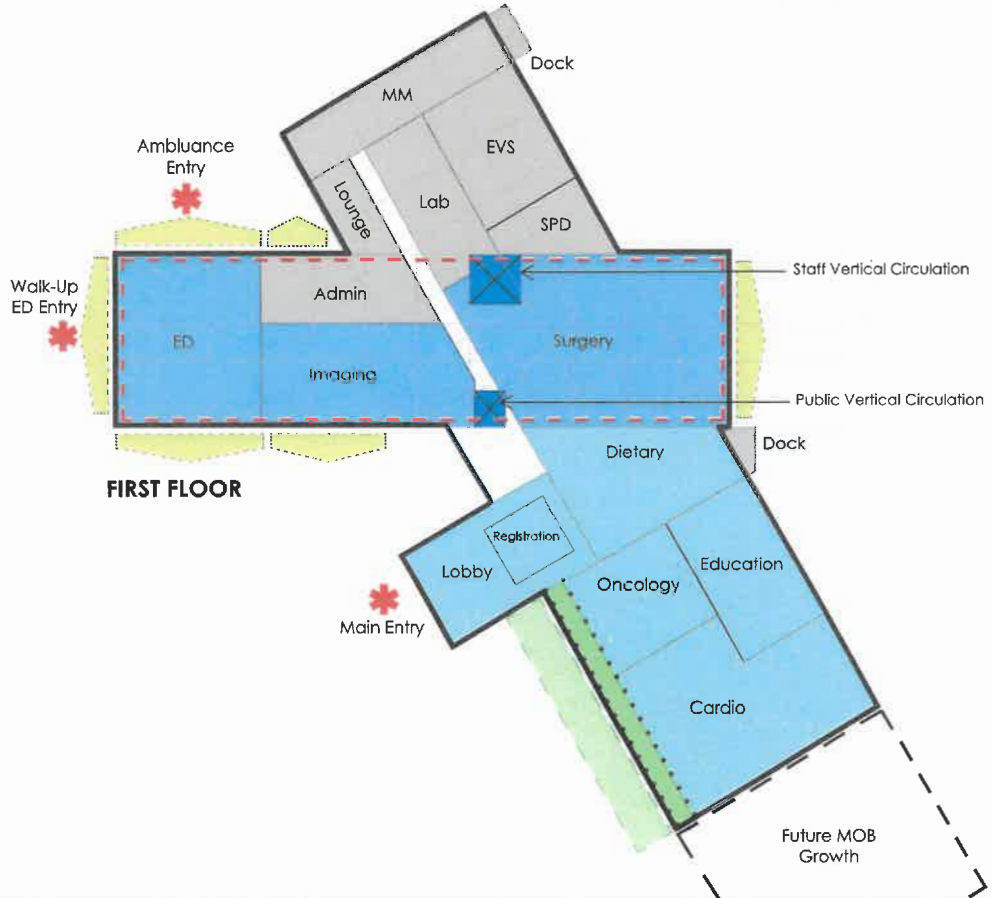 Dock
MM
Ambluance
Entry
EVS
Lounge
Lab
SPD
Staff Vertical Circulation
Walk-Up
ED Entry
Admin
ED
Surgery
Imaging
Public Vertical Circulation
Dietary
Dock
FIRST FLOOR
Registration
Lobby
Education
Oncology
Main Entry
Cardio
Future MOB
Growth